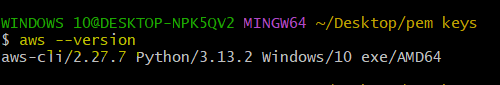 WINDOWS 10@DESKTOP-NPK5QV2 MINGW64 ~/Desktop/pem keys
$ aws --version
aws-cli/2.27.7 Python/3.13.2 Windows/10 exe/AMD64